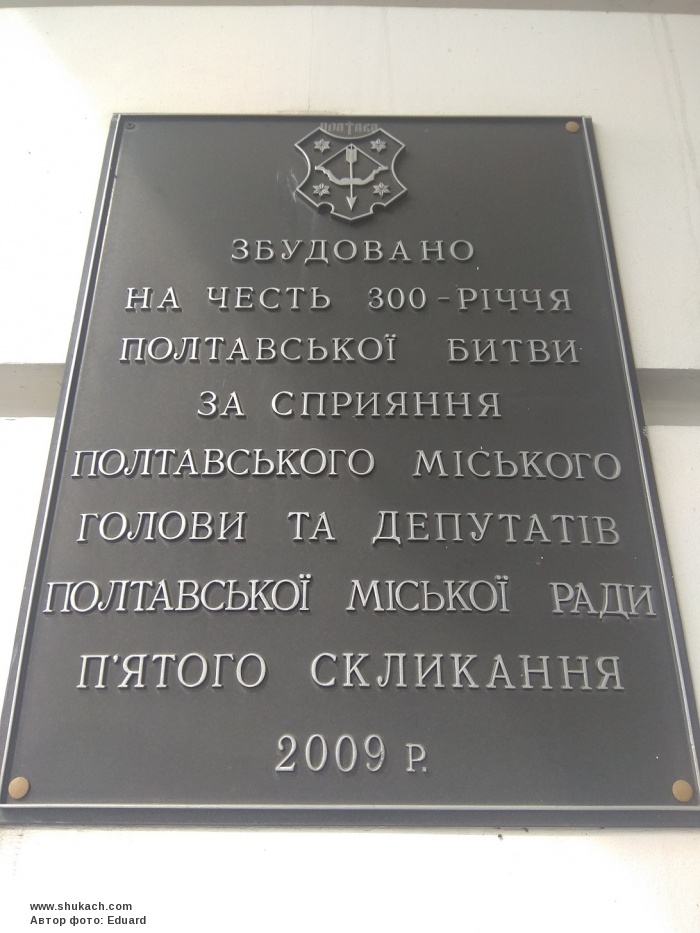 ПОЛТАВА
ЗБУДОВАНО
НА ЧЕСТЬ 300-РІЧЧЯ
ПОЛТАВСЬКОЇ БИТВИ
ЗА СПРИЯННЯ
ПОЛТАВСЬКОГО МІСЬКОГО
ГОЛОВИ ТА ДЕПУТАТІВ
ПОЛТАВСЬКОЇ МІСЬКОЇ РАДИ
П'ЯТОГО СКЛИКАННЯ
2009 Р.
www.shukach.com
Автор фото: Eduard